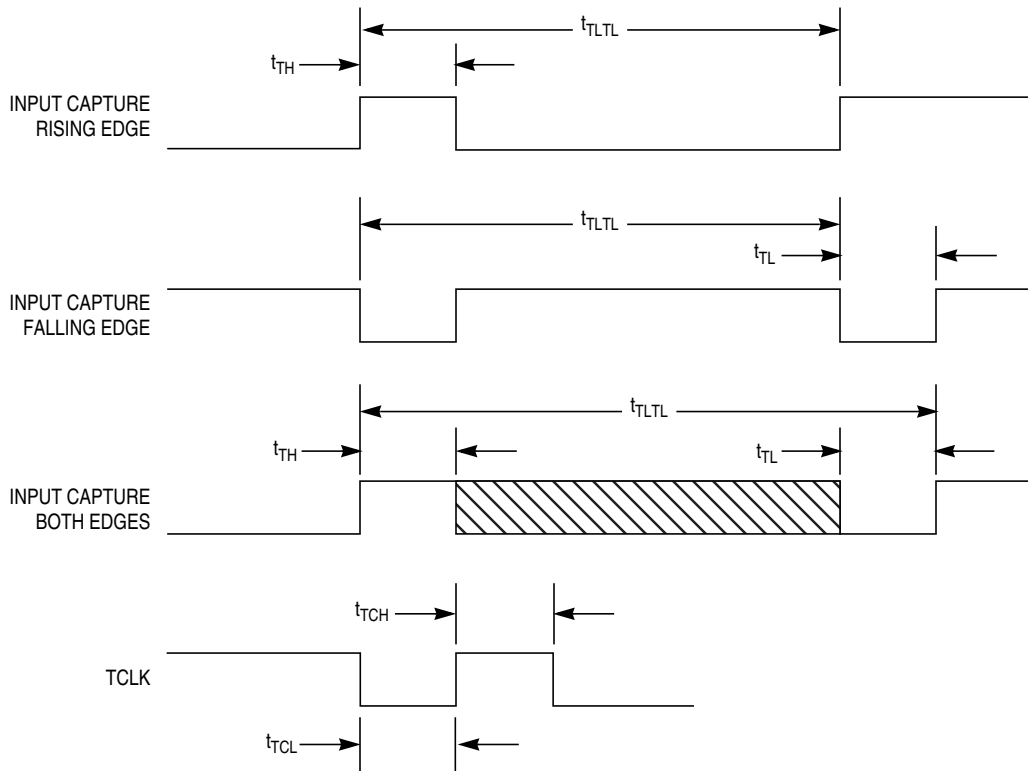 tTLTL
tTH
INPUT CAPTURE
RISING EDGE
tTLTL
tTL
INPUT CAPTURE
FALLING EDGE
tTLTL
tTH
tTL
INPUT CAPTURE
BOTH EDGES
tTCH
TCLK
tTCL